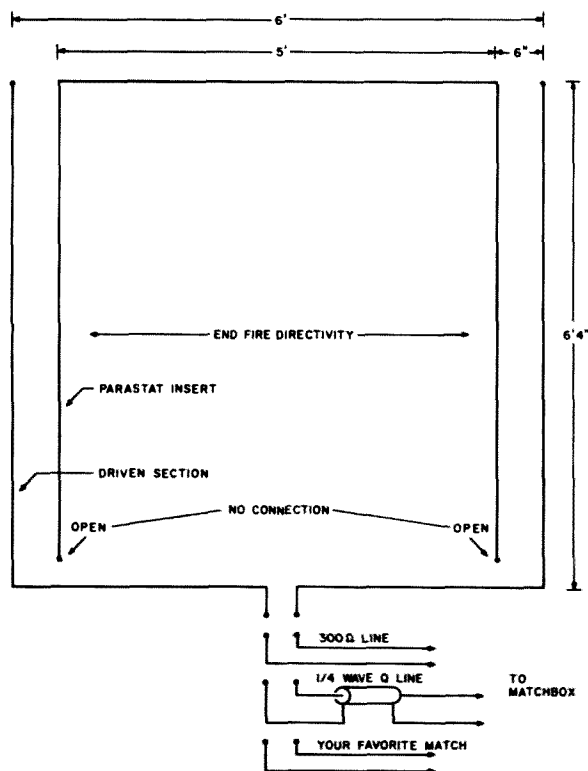 6'
5'
6"
END FIRE DIRECTIVITY
6'4"
PARASTAT INSERT
DRIVEN SECTION
NO CONNECTION
OPEN
OPEN
300Ω LINE
1/4 WAVE Q LINE
TO
MATCHBOX
YOUR FAVORITE MATCH